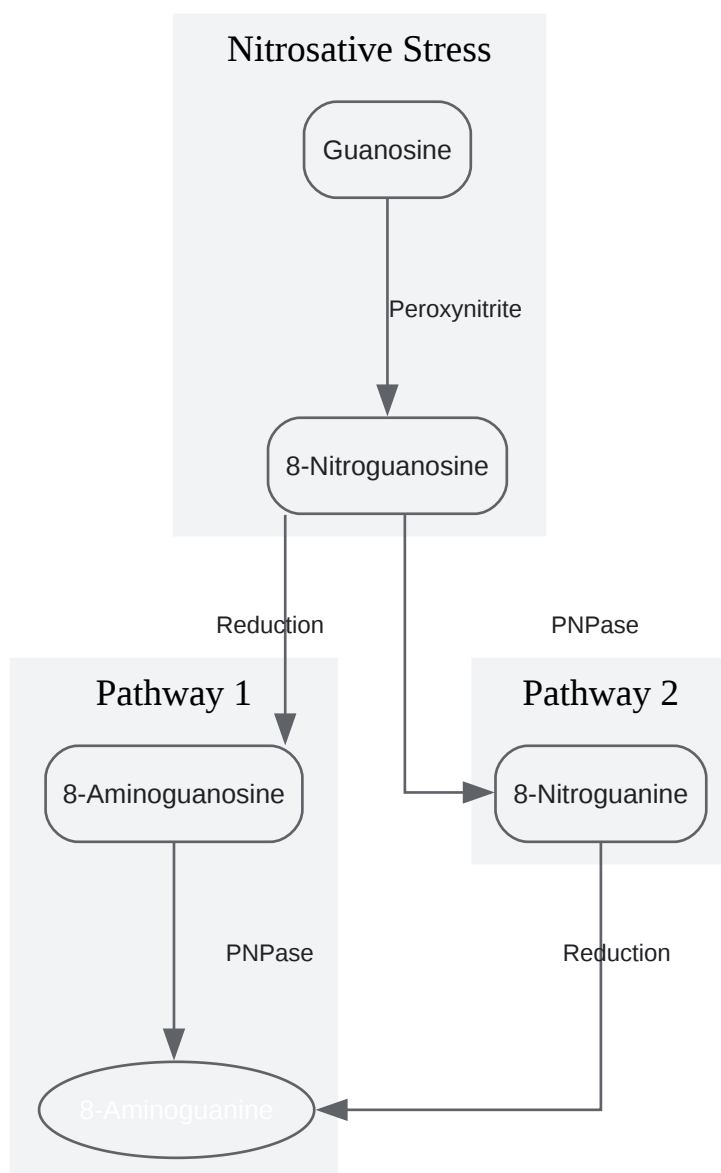 Nitrosative Stress
Guanosine
Peroxynitrite
8-Nitroguanosine
Reduction
PNPase
Pathway 1
Pathway 2
8-Aminoguanosine
8-Nitroguanine
PNPase
Reduction
8-Aminoguanine